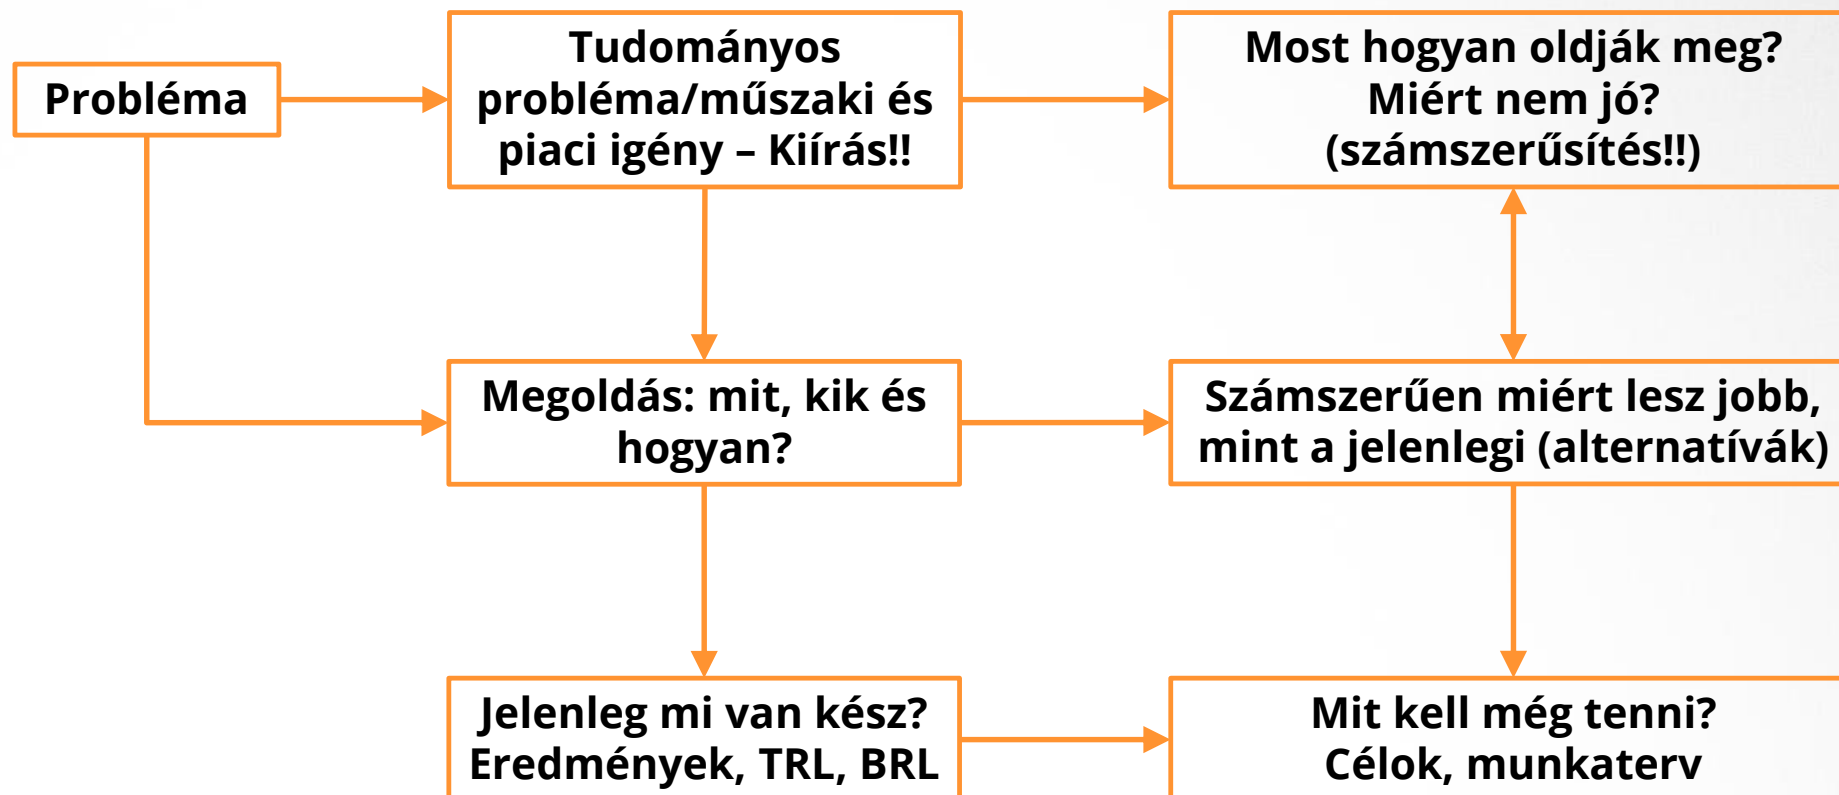 Probléma
Tudományos
probléma/műszaki és
piaci igény – Kiírás!!
Most hogyan oldják meg?
Miért nem jó?
(számszerűsítés!!)
Megoldás: mit, kik és
hogyan?
Számszerűen miért lesz jobb,
mint a jelenlegi (alternatívák)
Jelenleg mi van kész?
Eredmények, TRL, BRL
Mit kell még tenni?
Célok, munkaterv